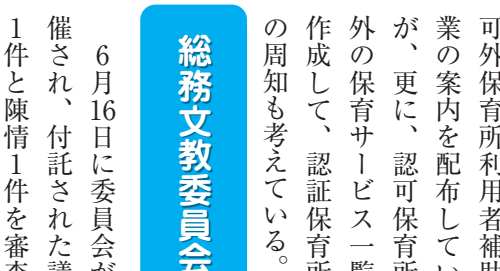 可外保育所利用者補助
業の案内を配布してい
が、更に、認可保育所
外の保育サービス一覧
作成して、認証保育所
の周知も考えている。
総務文教委員会
６月16日に委員会が
催され、付託された議
１件と陳情１件を審査